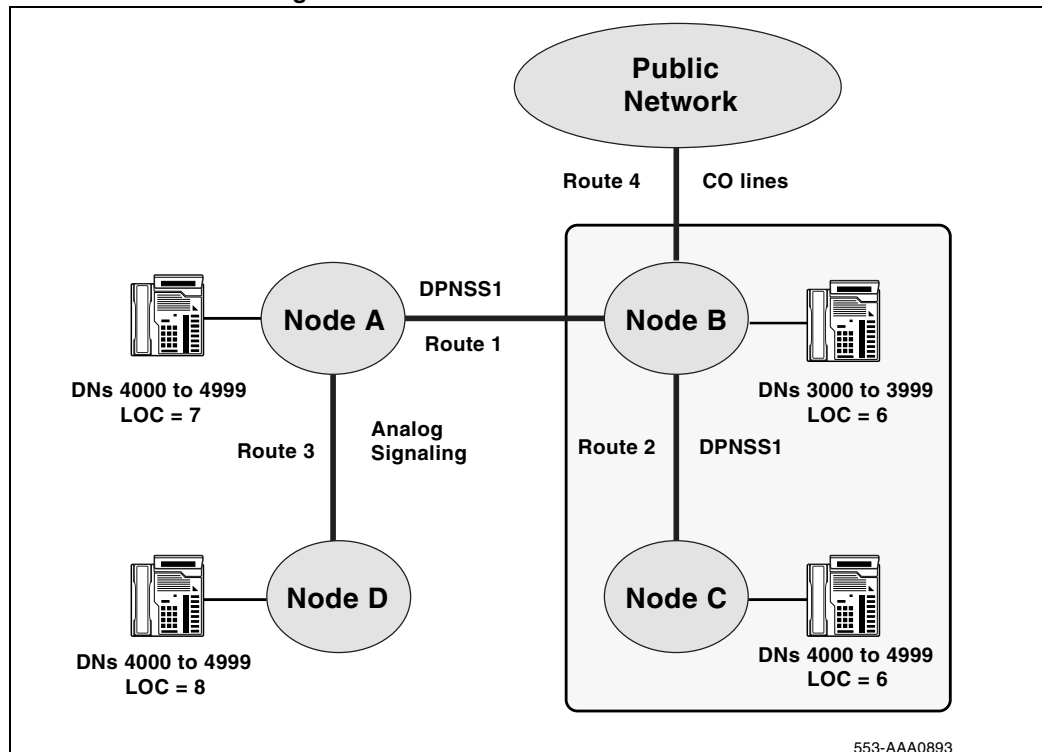 Public
Network
Route 4
CO lines
DPNSS1
Node A
Node B
Route 1
DNs 4000 to 4999
LOC = 7
DNs 3000 to 3999
LOC = 6
Analog
Signaling
Route 3
Route 2
DPNSS1
Node D
Node C
DNs 4000 to 4999
LOC = 8
DNs 4000 to 4999
LOC = 6
553-AAA0893